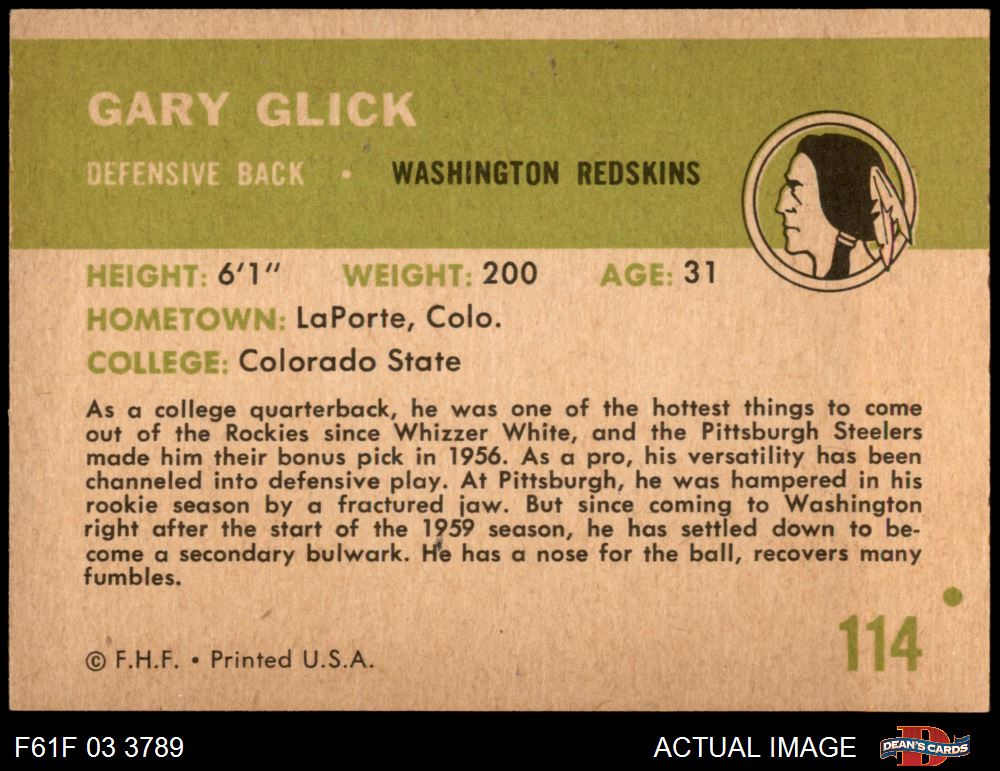 GARY GLICK
DEFENSIVE BACK • WASHINGTON REDSKINS
HEIGHT: 6'1" WEIGHT: 200 AGE: 31
HOMETOWN: LaPorte, Colo.
COLLEGE: Colorado State
As a college quarterback, he was one of the hottest things to come
out of the Rockies since Whizzer White, and the Pittsburgh Steelers
made him their bonus pick in 1956. As a pro, his versatility has been
channeled into defensive play. At Pittsburgh, he was hampered in his
rookie season by a fractured jaw. But since coming to Washington
right after the start of the 1959 season, he has settled down to be-
come a secondary bulwark. He has a nose for the ball, recovers many
fumbles.
114
© F.H.F. • Printed U.S.A.
F61F 03 3789 ACTUAL IMAGE DEAN'S CARDS